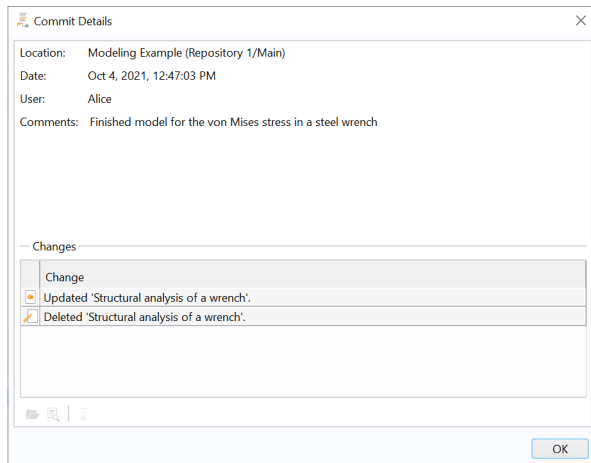 Commit Details
Location: Modeling Example (Repository 1/Main)
Date: Oct 4, 2021, 12:47:03 PM
User: Alice
Comments: Finished model for the von Mises stress in a steel wrench
Changes
Change
Updated 'Structural analysis of a wrench'.
Deleted 'Structural analysis of a wrench'.
OK